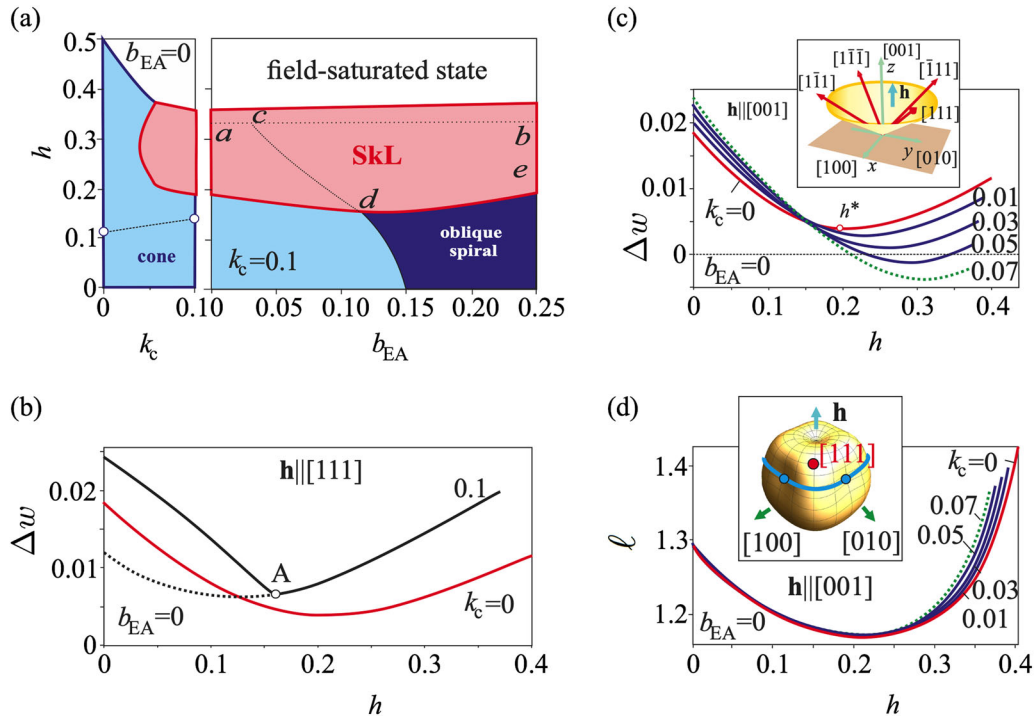 (a)
0.5
0.4
0.3
0.2
0.1
0
h
b_EA=0
cone
0
0.1
k_c
field-saturated state
a
c
b
SkL
d
e
oblique
spiral
k_c=0.1
0.00
0.05
0.10
0.15
0.20
0.25
b_EA
(b)
0.02
0.01
0
Δw
h||[111]
0.1
A
k_c=0
b_EA=0
0
0.1
0.2
0.3
0.4
h
(c)
0.02
0.01
0
Δw
h||[001]
[001]
[11̄1̄]
z
[1̄11]
[11̄1]
h
[111]
[100]
x
y
[010]
k_c=0
h*
0.01
0.03
0.05
0.07
b_EA=0
0
0.1
0.2
0.3
0.4
h
(d)
1.4
1.3
1.2
ℓ
h
[111]
[100]
[010]
k_c=0
0.07
0.05
0.03
0.01
h||[001]
b_EA=0
0
0.1
0.2
0.3
0.4
h